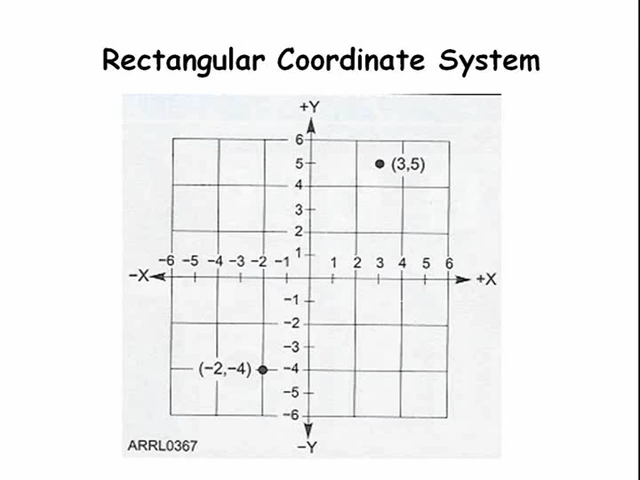 Rectangular Coordinate System
+Y
6
5
(3,5)
4
3
2
1
−6 −5 −4 −3 −2 −1 1 2 3 4 5 6
−X +X
−1
−2
−3
(−2,−4) −4
−5
−6
ARRL0367
−Y